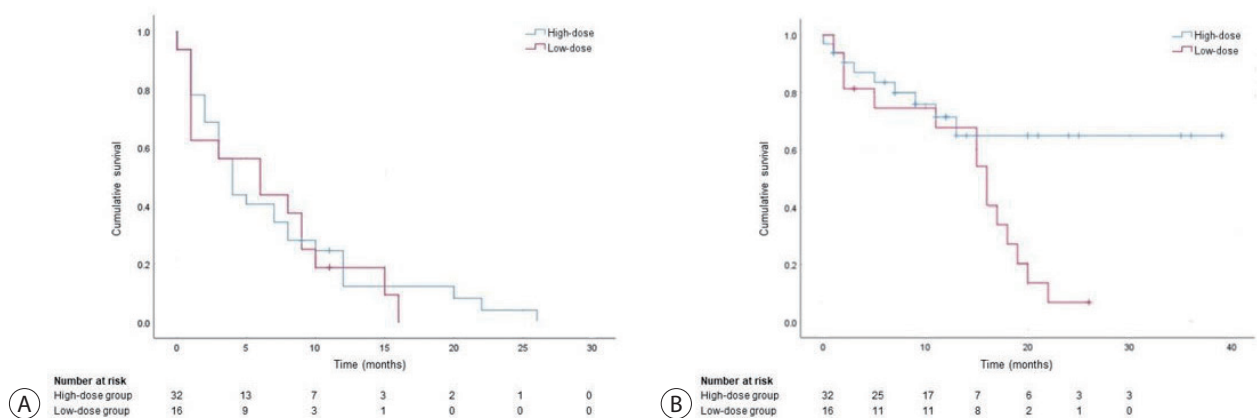 High-dose
Low-dose
1.0
0.8
0.6
0.4
0.2
0.0
Cumulative survival
0 5 10 15 20 25 30
Time (months)
Number at risk
High-dose group 32 13 7 3 2 1 0
Low-dose group 16 9 3 1 0 0 0
A
High-dose
Low-dose
1.0
0.8
0.6
0.4
0.2
0.0
Cumulative survival
0 10 20 30 40
Time (months)
Number at risk
High-dose group 32 25 17 7 6 3 3
Low-dose group 16 11 11 8 2 1 0
B